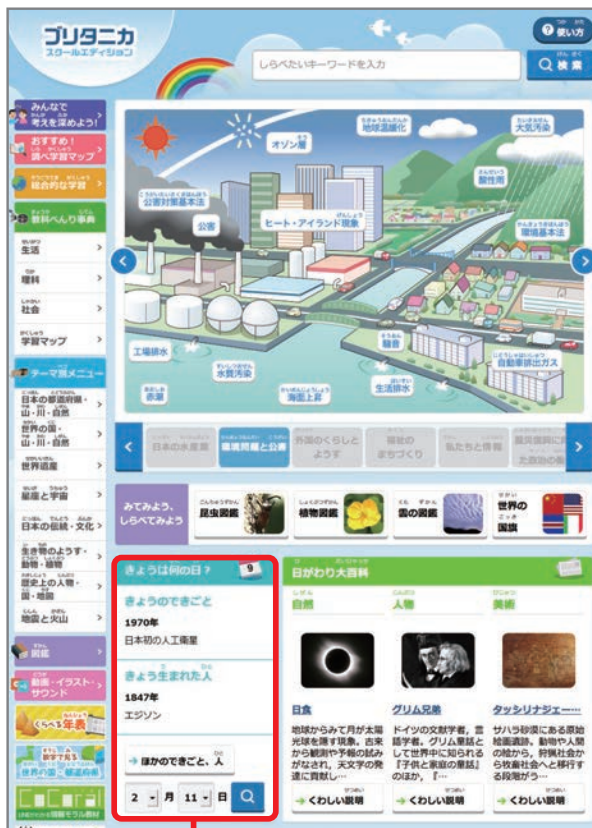 ブリタニカ
スクールエディション
使い方
しらべたいキーワードを入力
検索
みんなで
考えを深めよう!
おすすめ!
調べ学習マップ
総合的な学習
教科べんり事典
生活
理科
社会
学習マップ
テーマ別メニュー
日本の都道府県・
山・川・自然
世界の国・
山・川・自然
世界遺産
星座と宇宙
日本の伝統・文化
生き物のようす・
動物・植物
歴史上の人物・
国・地図
地震と火山
図鑑
動画・イラスト・
サウンド
くらべる年表
数字で見る
世界の国 都道府県
CoCoral
オゾン層
地球温暖化
大気汚染
酸性雨
公害対策基本法
公害
ヒート・アイランド現象
環境基本法
工場排水
水質汚染
騒音
自動車排出ガス
赤潮
海面上昇
生活排水
日本の水産業
環境問題と公害
外国のくらしと
ようす
福祉の
まちづくり
私たちと情報
みてみよう、
しらべてみよう
昆虫図鑑
植物図鑑
雲の図鑑
世界の
国旗
きょうは何の日?
9
きょうのできごと
1970年
日本初の人工衛星
きょう生まれた人
1847年
エジソン
ほかのできごと、人
2 月 11 日
日がわり大百科
自然
人物
美術
日食
グリム兄弟
タッシリナジェー…
地球からみて月が太陽
光球を隠す現象。古来
から観測や予報の試み
がなされ，天文学の発
達に貢献し…
ドイツの文献学者，言
語学者。グリム童話と
して世界中に知られる
『子供と家庭の童話』
のほか，『…
サハラ砂漠にある原始
絵画遺跡。動物や人間
の絵から，狩猟社会か
ら牧畜社会へと移行す
る段階がう…
くわしい説明
くわしい説明
くわしい説明